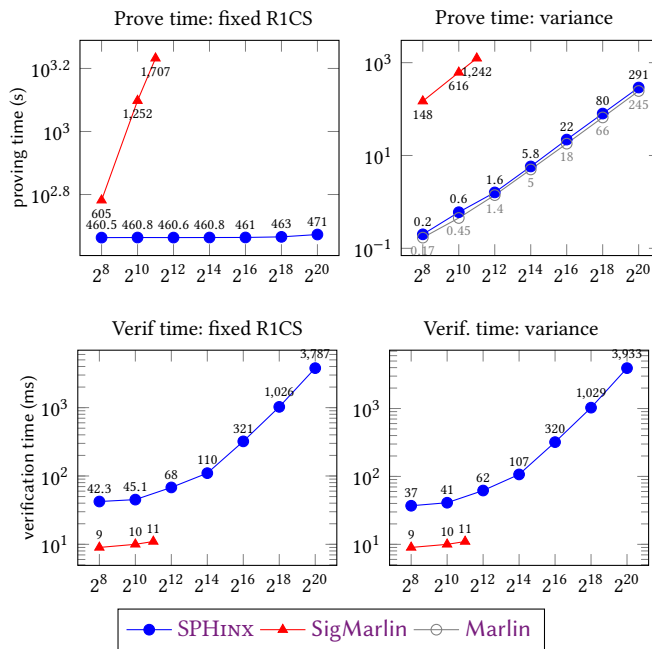 Prove time: fixed R1CS
Prove time: variance
proving time (s)
10^3.2
10^3
10^2.8
605
1,252
1,707
460.5 460.8 460.6 460.8 461 463 471
2^8 2^10 2^12 2^14 2^16 2^18 2^20
10^3
10^1
10^−1
148
616
1,242
0.2 0.6 1.6 5.8 22 80 291
0.17 0.45 1.4 5 18 66 245
2^8 2^10 2^12 2^14 2^16 2^18 2^20
Verif time: fixed R1CS
Verif. time: variance
verification time (ms)
10^3
10^2
10^1
42.3 45.1 68 110 321 1,026 3,787
9 10 11
2^8 2^10 2^12 2^14 2^16 2^18 2^20
10^3
10^2
10^1
37 41 62 107 320 1,029 3,933
9 10 11
2^8 2^10 2^12 2^14 2^16 2^18 2^20
SPHINX SigMarlin Marlin